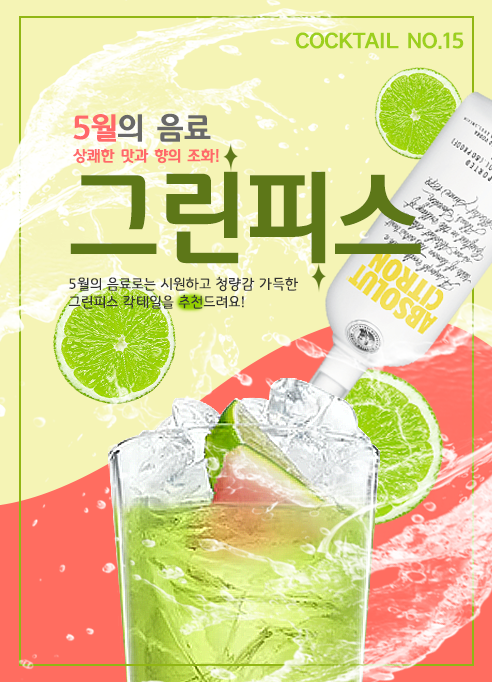 COCKTAIL NO.15
5월의 음료
상쾌한 맛과 향의 조화!
그린피스
5월의 음료로는 시원하고 청량감 가득한
그린피스 칵테일을 추천드려요!
ABSOLUT
CITRON